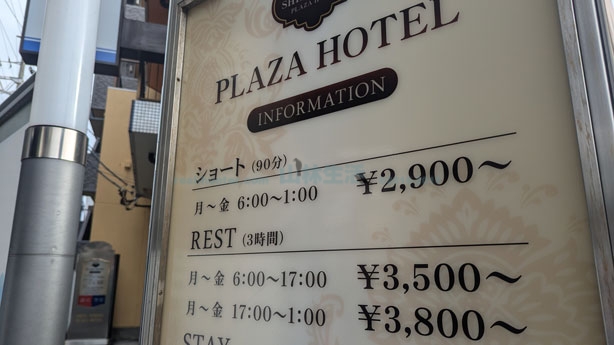 PLAZA HOTEL
INFORMATION
ショート (90分)
月〜金 6:00〜1:00 ¥2,900〜
REST (3時間)
月〜金 6:00〜17:00 ¥3,500〜
月〜金 17:00〜1:00 ¥3,800〜
STAY